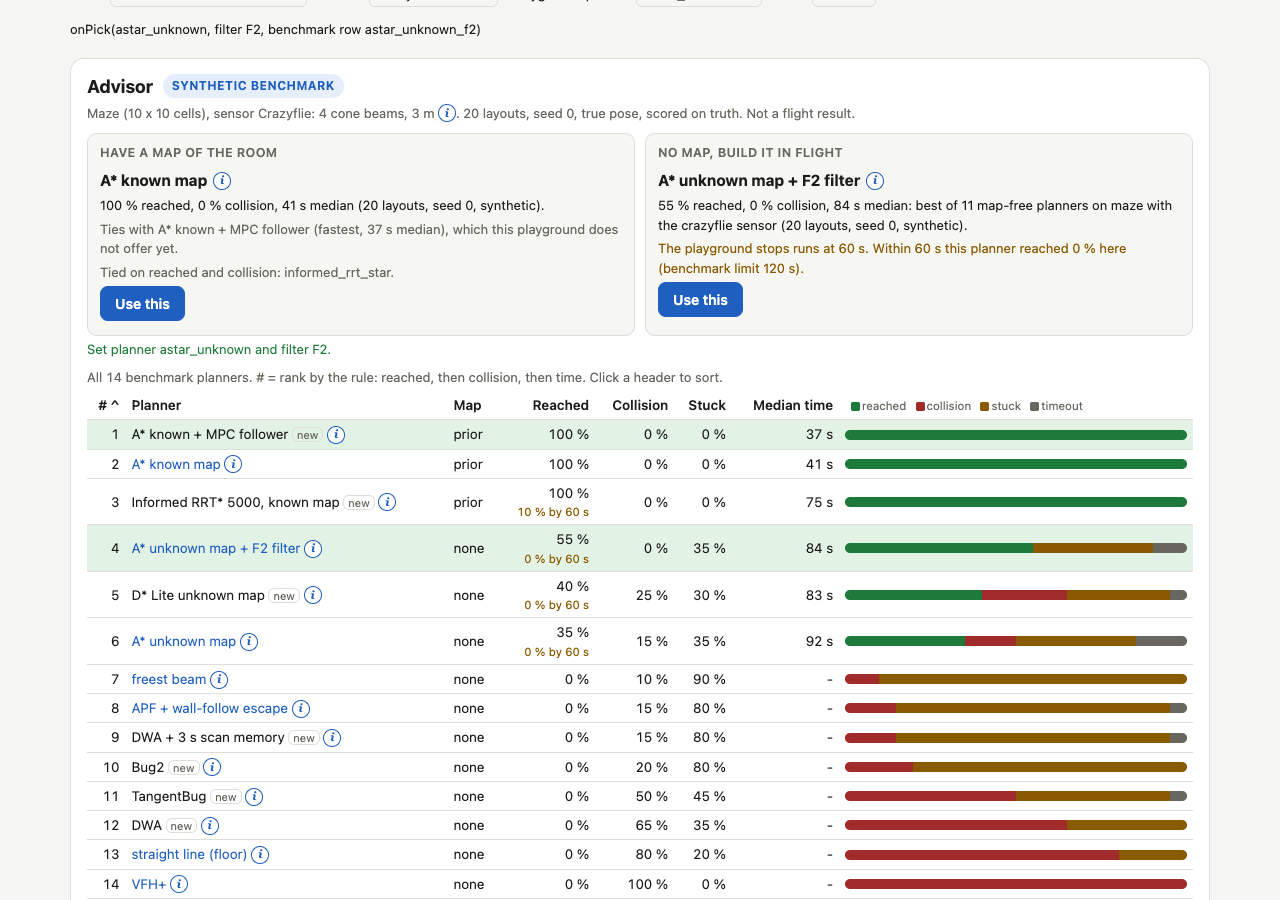 onPick(astar_unknown, filter F2, benchmark row astar_unknown_f2)
Advisor SYNTHETIC BENCHMARK
Maze (10 x 10 cells), sensor Crazyflie: 4 cone beams, 3 m i. 20 layouts, seed 0, true pose, scored on truth. Not a flight result.
HAVE A MAP OF THE ROOM
A* known map i
100 % reached, 0 % collision, 41 s median (20 layouts, seed 0, synthetic).
Ties with A* known + MPC follower (fastest, 37 s median), which this playground does
not offer yet.
Tied on reached and collision: informed_rrt_star.
Use this
NO MAP, BUILD IT IN FLIGHT
A* unknown map + F2 filter i
55 % reached, 0 % collision, 84 s median: best of 11 map-free planners on maze with
the crazyflie sensor (20 layouts, seed 0, synthetic).
The playground stops runs at 60 s. Within 60 s this planner reached 0 % here
(benchmark limit 120 s).
Use this
Set planner astar_unknown and filter F2.
All 14 benchmark planners. # = rank by the rule: reached, then collision, then time. Click a header to sort.
# ^ Planner Map Reached Collision Stuck Median time reached collision stuck timeout
1 A* known + MPC follower new i prior 100 % 0 % 0 % 37 s
2 A* known map i prior 100 % 0 % 0 % 41 s
3 Informed RRT* 5000, known map new i prior 100 % 0 % 0 % 75 s
10 % by 60 s
4 A* unknown map + F2 filter i none 55 % 0 % 35 % 84 s
0 % by 60 s
5 D* Lite unknown map new i none 40 % 25 % 30 % 83 s
0 % by 60 s
6 A* unknown map i none 35 % 15 % 35 % 92 s
0 % by 60 s
7 freest beam i none 0 % 10 % 90 % -
8 APF + wall-follow escape i none 0 % 15 % 80 % -
9 DWA + 3 s scan memory new i none 0 % 15 % 80 % -
10 Bug2 new i none 0 % 20 % 80 % -
11 TangentBug new i none 0 % 50 % 45 % -
12 DWA new i none 0 % 65 % 35 % -
13 straight line (floor) i none 0 % 80 % 20 % -
14 VFH+ i none 0 % 100 % 0 % -